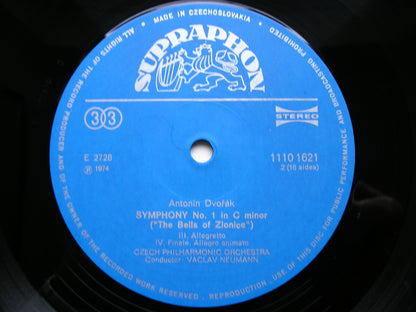 MADE IN CZECHOSLOVAKIA
ALL RIGHTS OF THE RECORD PRODUCER AND OF THE OWNER OF THE RECORDED WORK RESERVED . REPRODUCTION . USE OF THIS DISC FOR PUBLIC PERFORMANCE AND BROADCASTING PROHIBITED
SUPRAPHON
33
STEREO
E 2728
1110 1621
Ⓟ 1974
2 (16 sides)
Antonín Dvořák
SYMPHONY No. 1 in C minor
("The Bells of Zlonice")
III. Allegretto
IV. Finale. Allegro animato
CZECH PHILHARMONIC ORCHESTRA
Conductor VÁCLAV NEUMANN